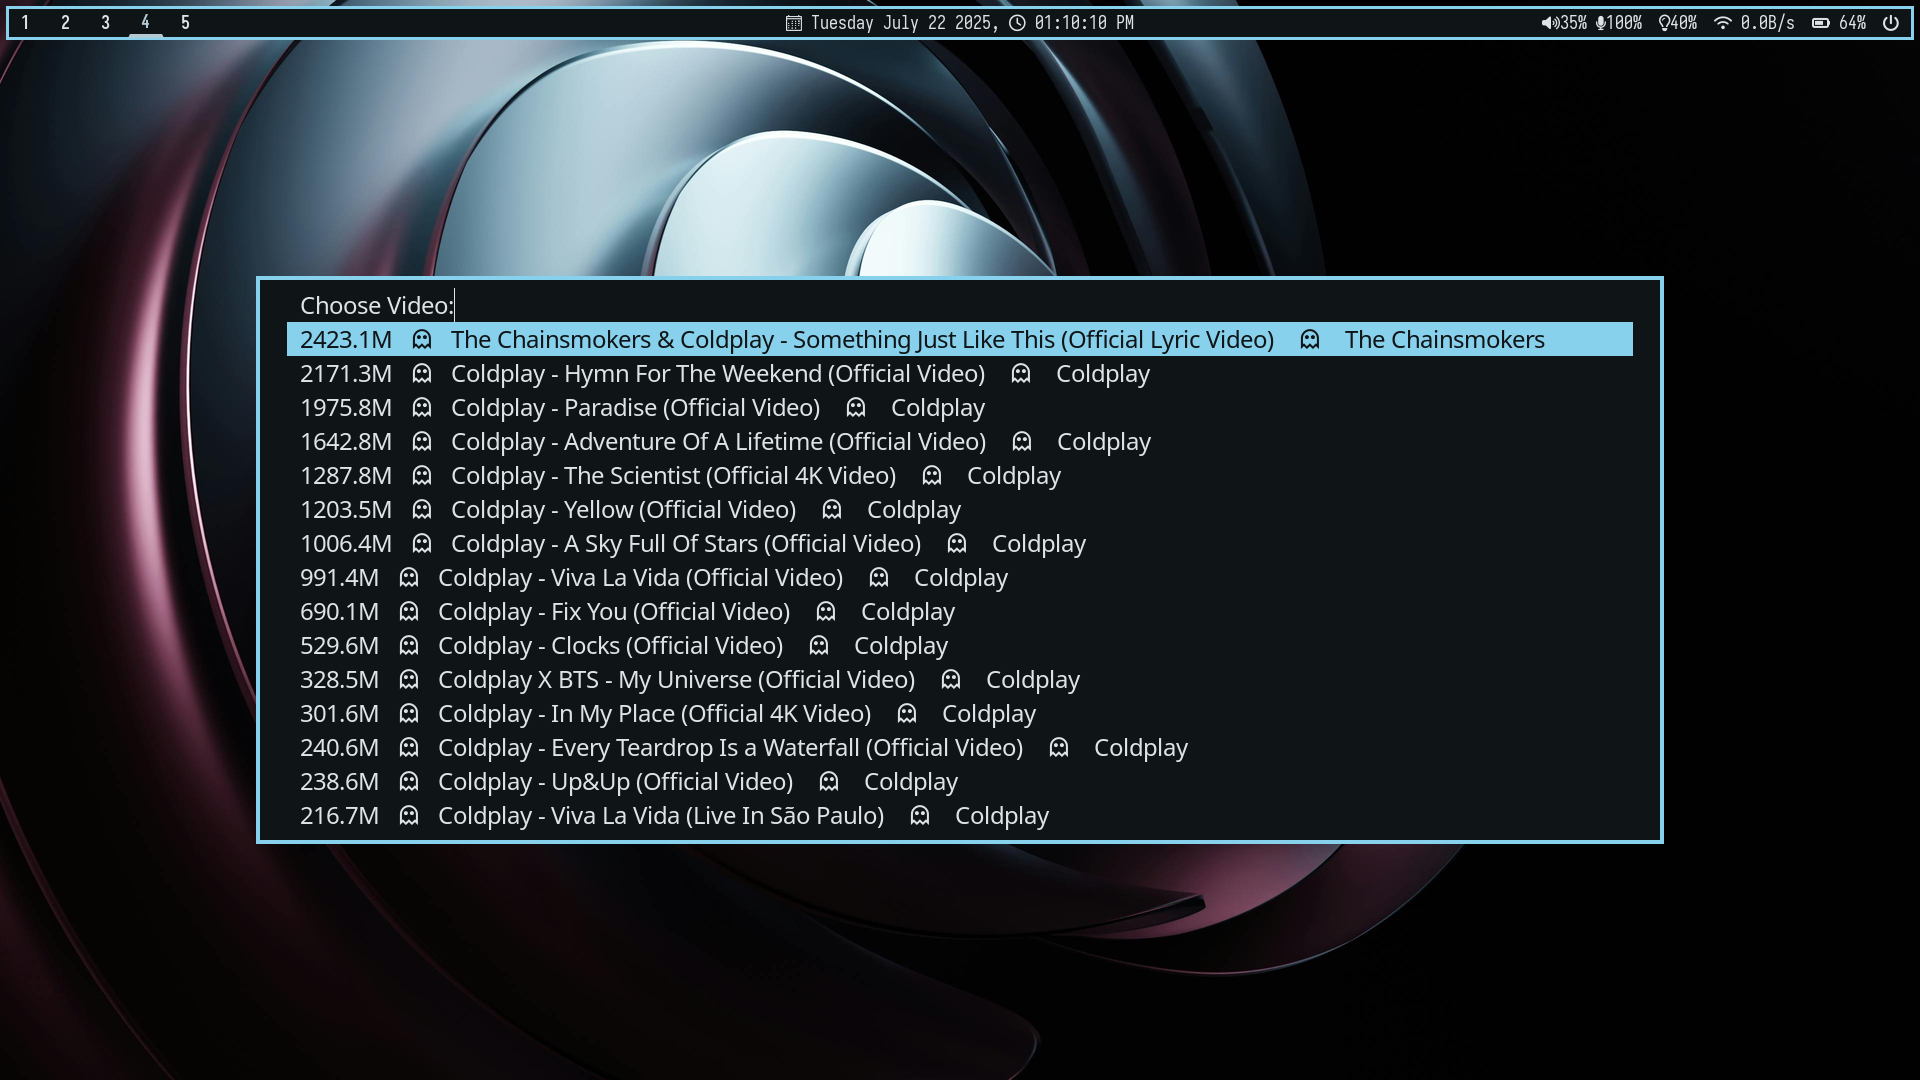 1 2 3 4 5 Tuesday July 22 2025, 01:10:10 PM 35% 100% 40% 0.0B/s 64%
Choose Video:
2423.1M The Chainsmokers & Coldplay - Something Just Like This (Official Lyric Video) The Chainsmokers
2171.3M Coldplay - Hymn For The Weekend (Official Video) Coldplay
1975.8M Coldplay - Paradise (Official Video) Coldplay
1642.8M Coldplay - Adventure Of A Lifetime (Official Video) Coldplay
1287.8M Coldplay - The Scientist (Official 4K Video) Coldplay
1203.5M Coldplay - Yellow (Official Video) Coldplay
1006.4M Coldplay - A Sky Full Of Stars (Official Video) Coldplay
991.4M Coldplay - Viva La Vida (Official Video) Coldplay
690.1M Coldplay - Fix You (Official Video) Coldplay
529.6M Coldplay - Clocks (Official Video) Coldplay
328.5M Coldplay X BTS - My Universe (Official Video) Coldplay
301.6M Coldplay - In My Place (Official 4K Video) Coldplay
240.6M Coldplay - Every Teardrop Is a Waterfall (Official Video) Coldplay
238.6M Coldplay - Up&Up (Official Video) Coldplay
216.7M Coldplay - Viva La Vida (Live In São Paulo) Coldplay